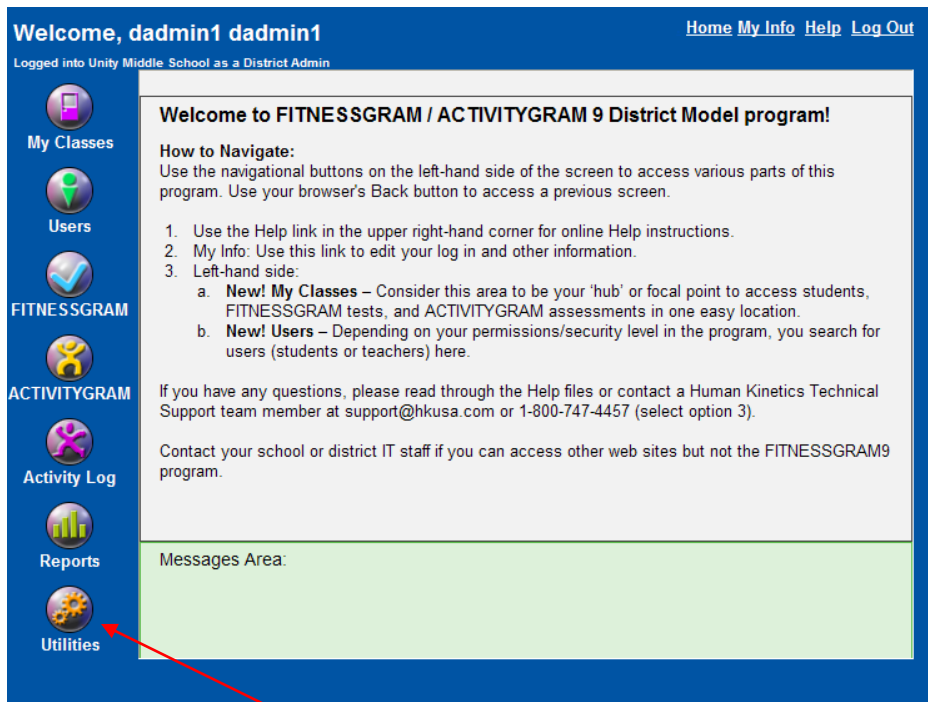 Welcome, dadmin1 dadmin1
Home My Info Help Log Out
Logged into Unity Middle School as a District Admin
My Classes
Users
FITNESSGRAM
ACTIVITYGRAM
Activity Log
Reports
Utilities
Welcome to FITNESSGRAM / ACTIVITYGRAM 9 District Model program!
How to Navigate:
Use the navigational buttons on the left-hand side of the screen to access various parts of this
program. Use your browser's Back button to access a previous screen.
1. Use the Help link in the upper right-hand corner for online Help instructions.
2. My Info: Use this link to edit your log in and other information.
3. Left-hand side:
a. New! My Classes – Consider this area to be your ‘hub’ or focal point to access students,
FITNESSGRAM tests, and ACTIVITYGRAM assessments in one easy location.
b. New! Users – Depending on your permissions/security level in the program, you search for
users (students or teachers) here.
If you have any questions, please read through the Help files or contact a Human Kinetics Technical
Support team member at support@hkusa.com or 1-800-747-4457 (select option 3).
Contact your school or district IT staff if you can access other web sites but not the FITNESSGRAM9
program.
Messages Area: